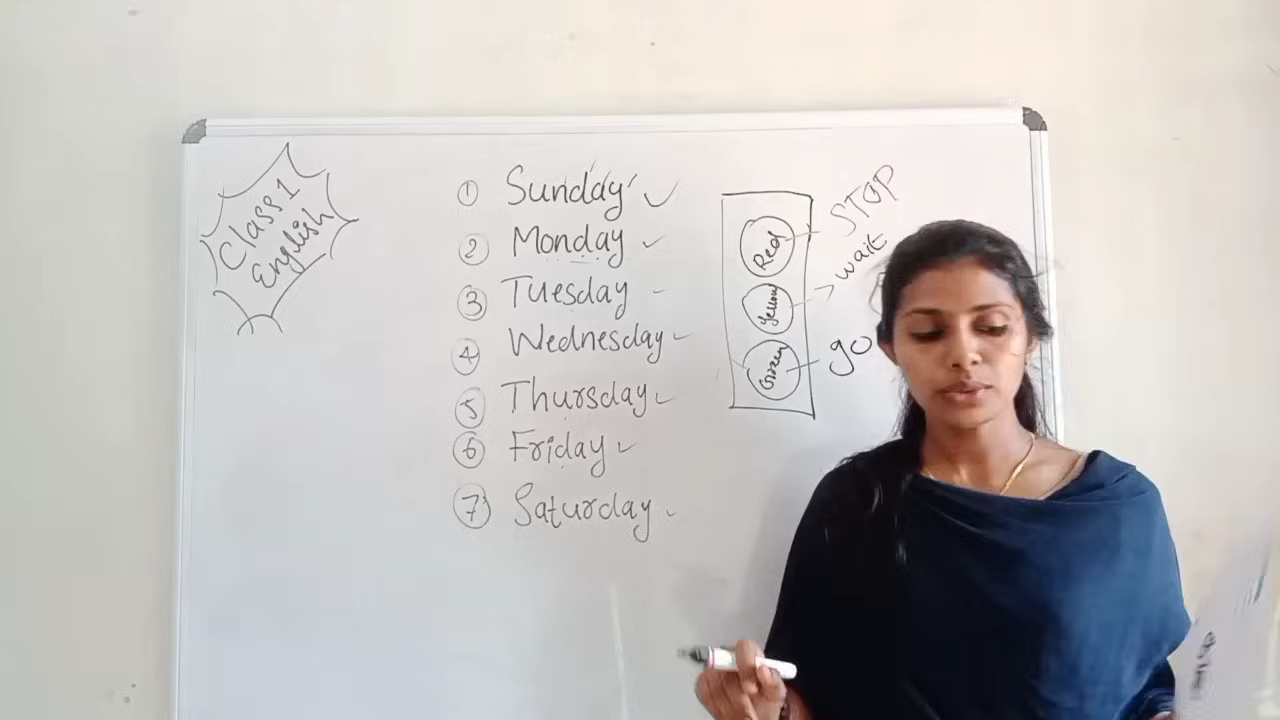 Class 1
English
① Sunday
② Monday
③ Tuesday
④ Wednesday
⑤ Thursday
⑥ Friday
⑦ Saturday
Red STOP
Yellow wait
Green go